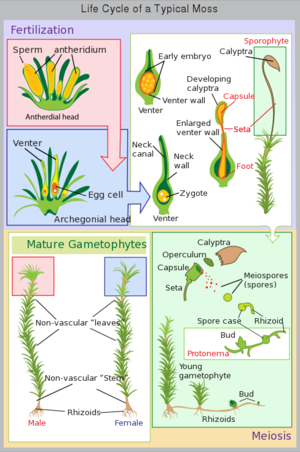 Life Cycle of a Typical Moss
Fertilization
Sperm
antheridium
Antherdial head
Venter
Egg cell
Archegonial head
Early embryo
Venter wall
Venter
Neck
canal
Neck
wall
Zygote
Venter
Developing
calyptra
Capsule
Enlarged
venter wall
Seta
Foot
Sporophyte
Calyptra
Mature Gametophytes
Non-vascular "leaves"
Non-vascular "Stem"
Rhizoids
Male
Female
Calyptra
Operculum
Capsule
Seta
Meiospores
(spores)
Spore case
Rhizoid
Bud
Protonema
Young
gametophyte
Bud
Rhizoids
Meiosis